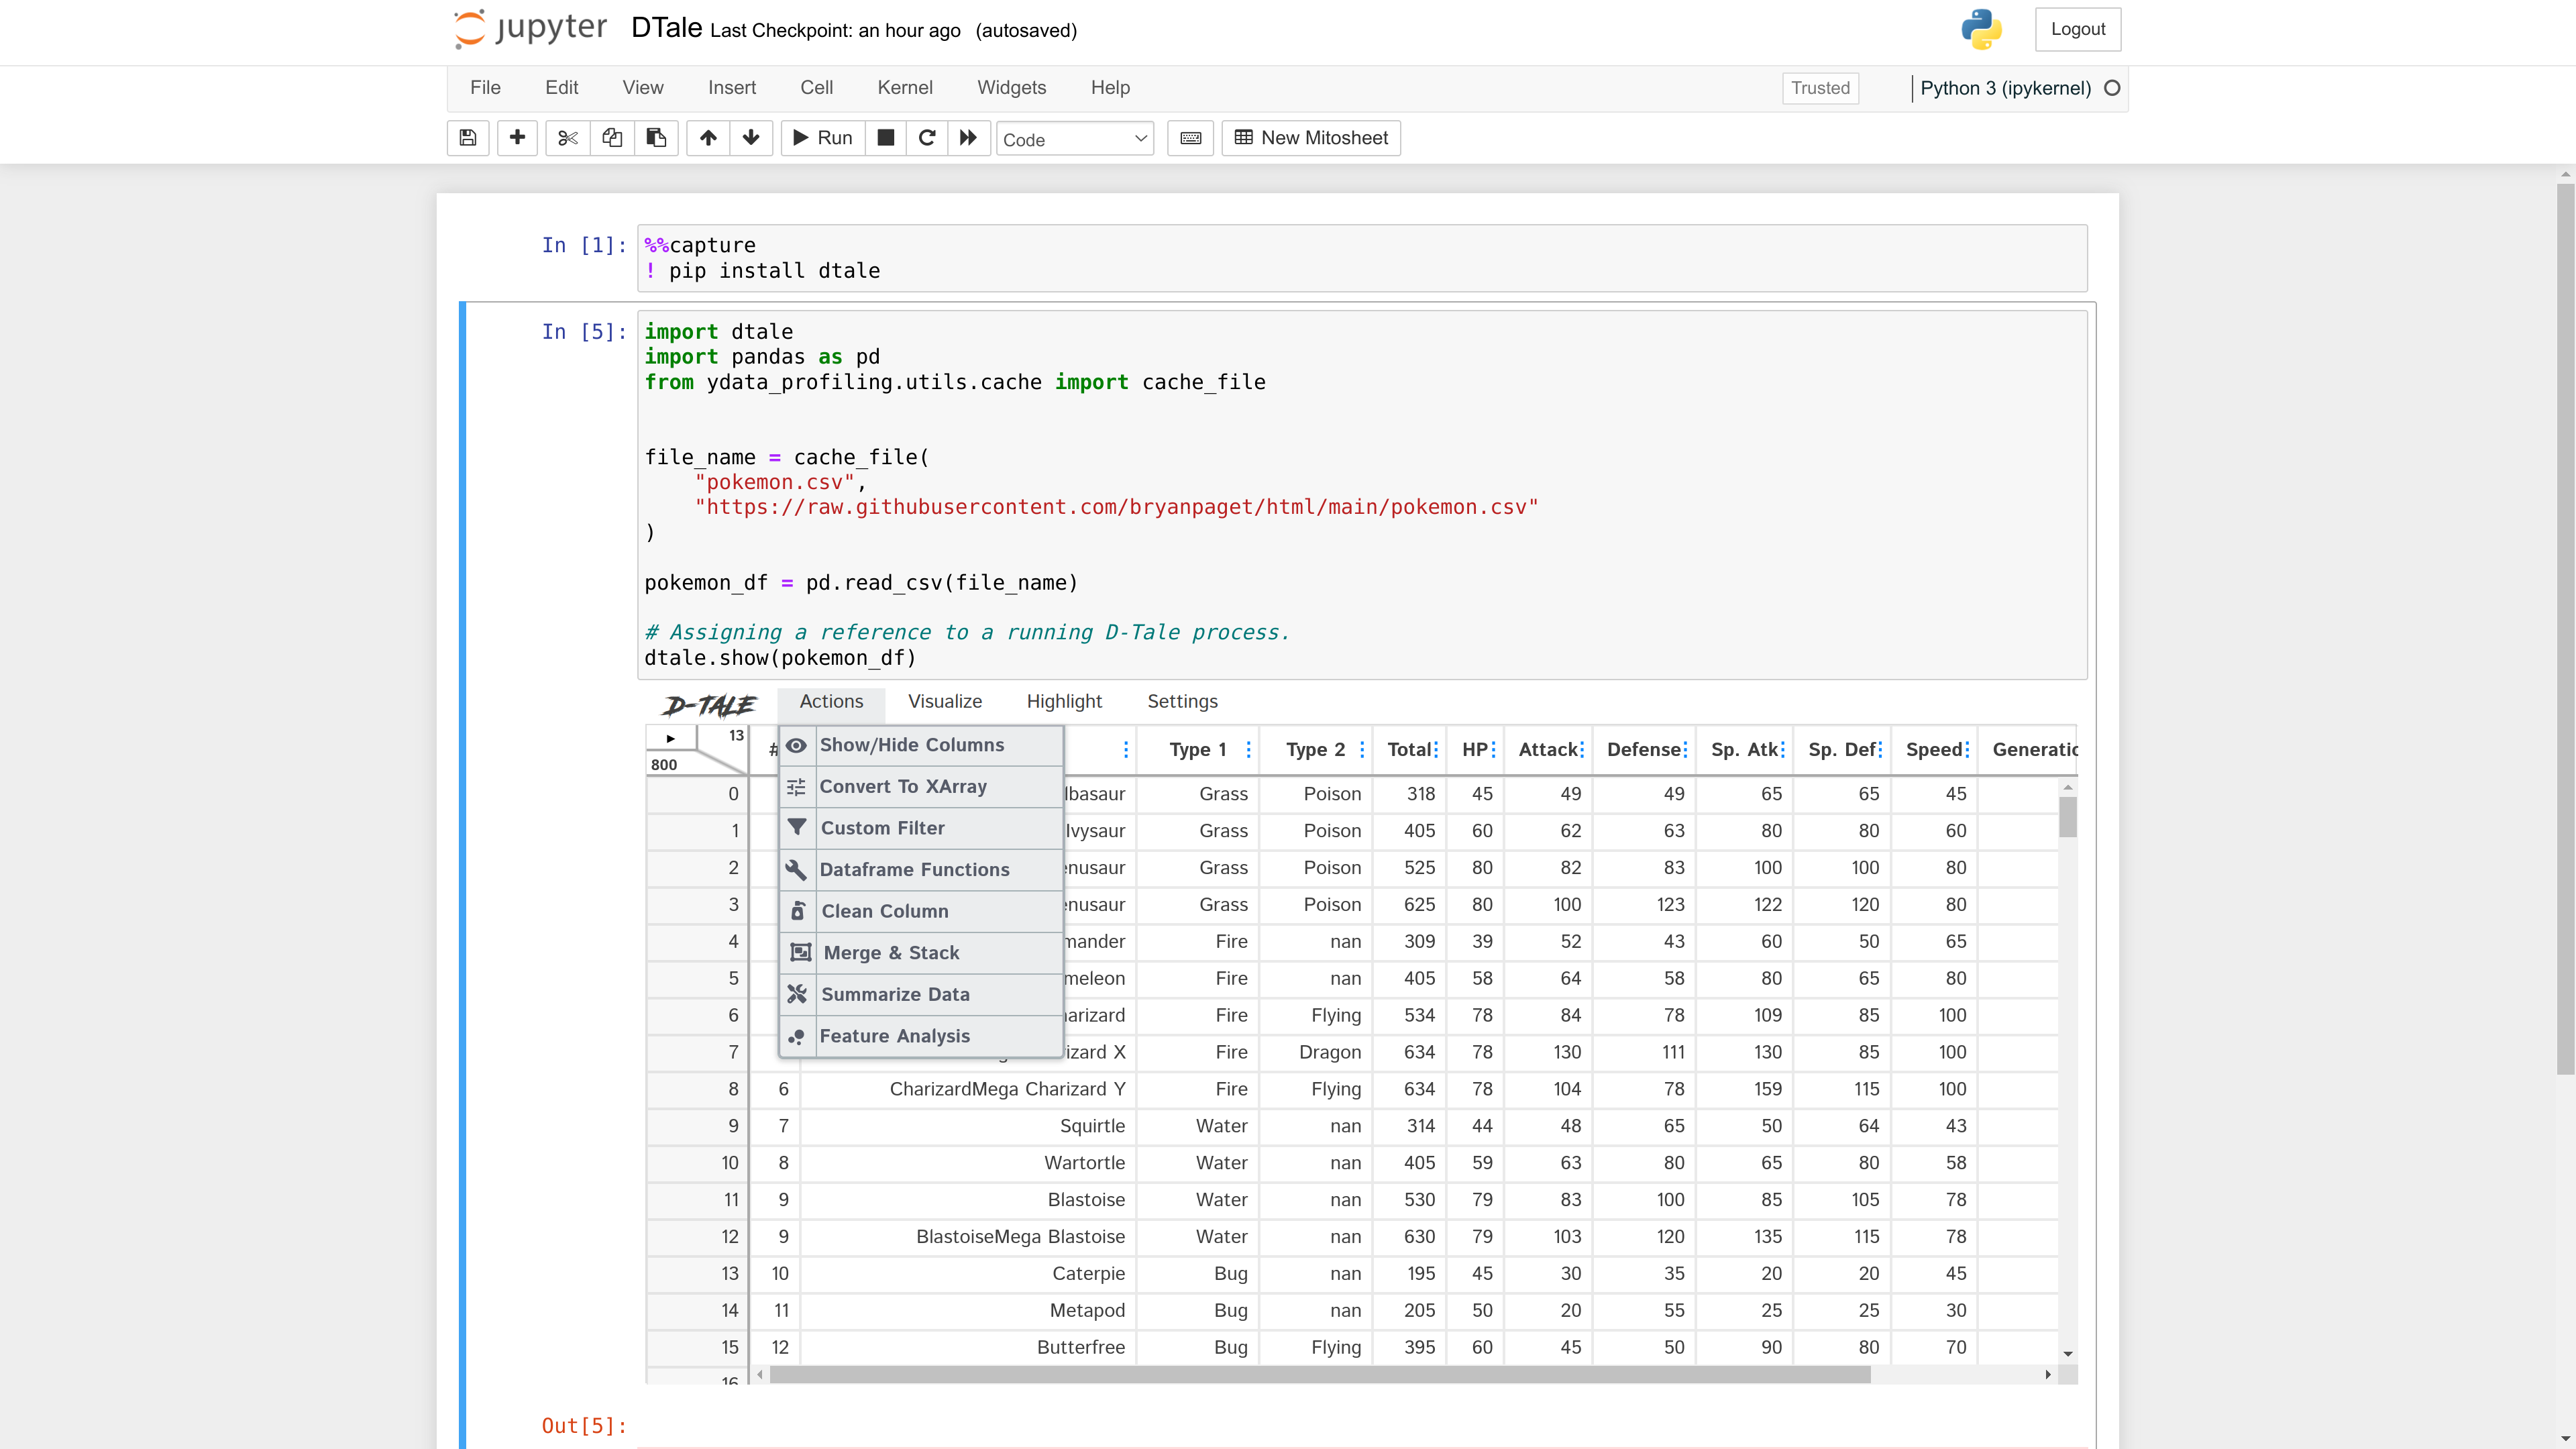 jupyter DTale Last Checkpoint: an hour ago (autosaved) Logout
File Edit View Insert Cell Kernel Widgets Help Trusted Python 3 (ipykernel)
Run Code New Mitosheet
In [1]: %%capture
! pip install dtale
In [5]: import dtale
import pandas as pd
from ydata_profiling.utils.cache import cache_file
file_name = cache_file(
"pokemon.csv",
"https://raw.githubusercontent.com/bryanpaget/html/main/pokemon.csv"
)
pokemon_df = pd.read_csv(file_name)
# Assigning a reference to a running D-Tale process.
dtale.show(pokemon_df)
D-TALE Actions Visualize Highlight Settings
13
800
# Type 1 Type 2 Total HP Attack Defense Sp. Atk Sp. Def Speed Generatio
Show/Hide Columns
Convert To XArray
Custom Filter
Dataframe Functions
Clean Column
Merge & Stack
Summarize Data
Feature Analysis
0 lbasaur Grass Poison 318 45 49 49 65 65 45
1 Ivysaur Grass Poison 405 60 62 63 80 80 60
2 enusaur Grass Poison 525 80 82 83 100 100 80
3 enusaur Grass Poison 625 80 100 123 122 120 80
4 mander Fire nan 309 39 52 43 60 50 65
5 meleon Fire nan 405 58 64 58 80 65 80
6 arizard Fire Flying 534 78 84 78 109 85 100
7 izard X Fire Dragon 634 78 130 111 130 85 100
8 6 CharizardMega Charizard Y Fire Flying 634 78 104 78 159 115 100
9 7 Squirtle Water nan 314 44 48 65 50 64 43
10 8 Wartortle Water nan 405 59 63 80 65 80 58
11 9 Blastoise Water nan 530 79 83 100 85 105 78
12 9 BlastoiseMega Blastoise Water nan 630 79 103 120 135 115 78
13 10 Caterpie Bug nan 195 45 30 35 20 20 45
14 11 Metapod Bug nan 205 50 20 55 25 25 30
15 12 Butterfree Bug Flying 395 60 45 50 90 80 70
16
Out[5]: